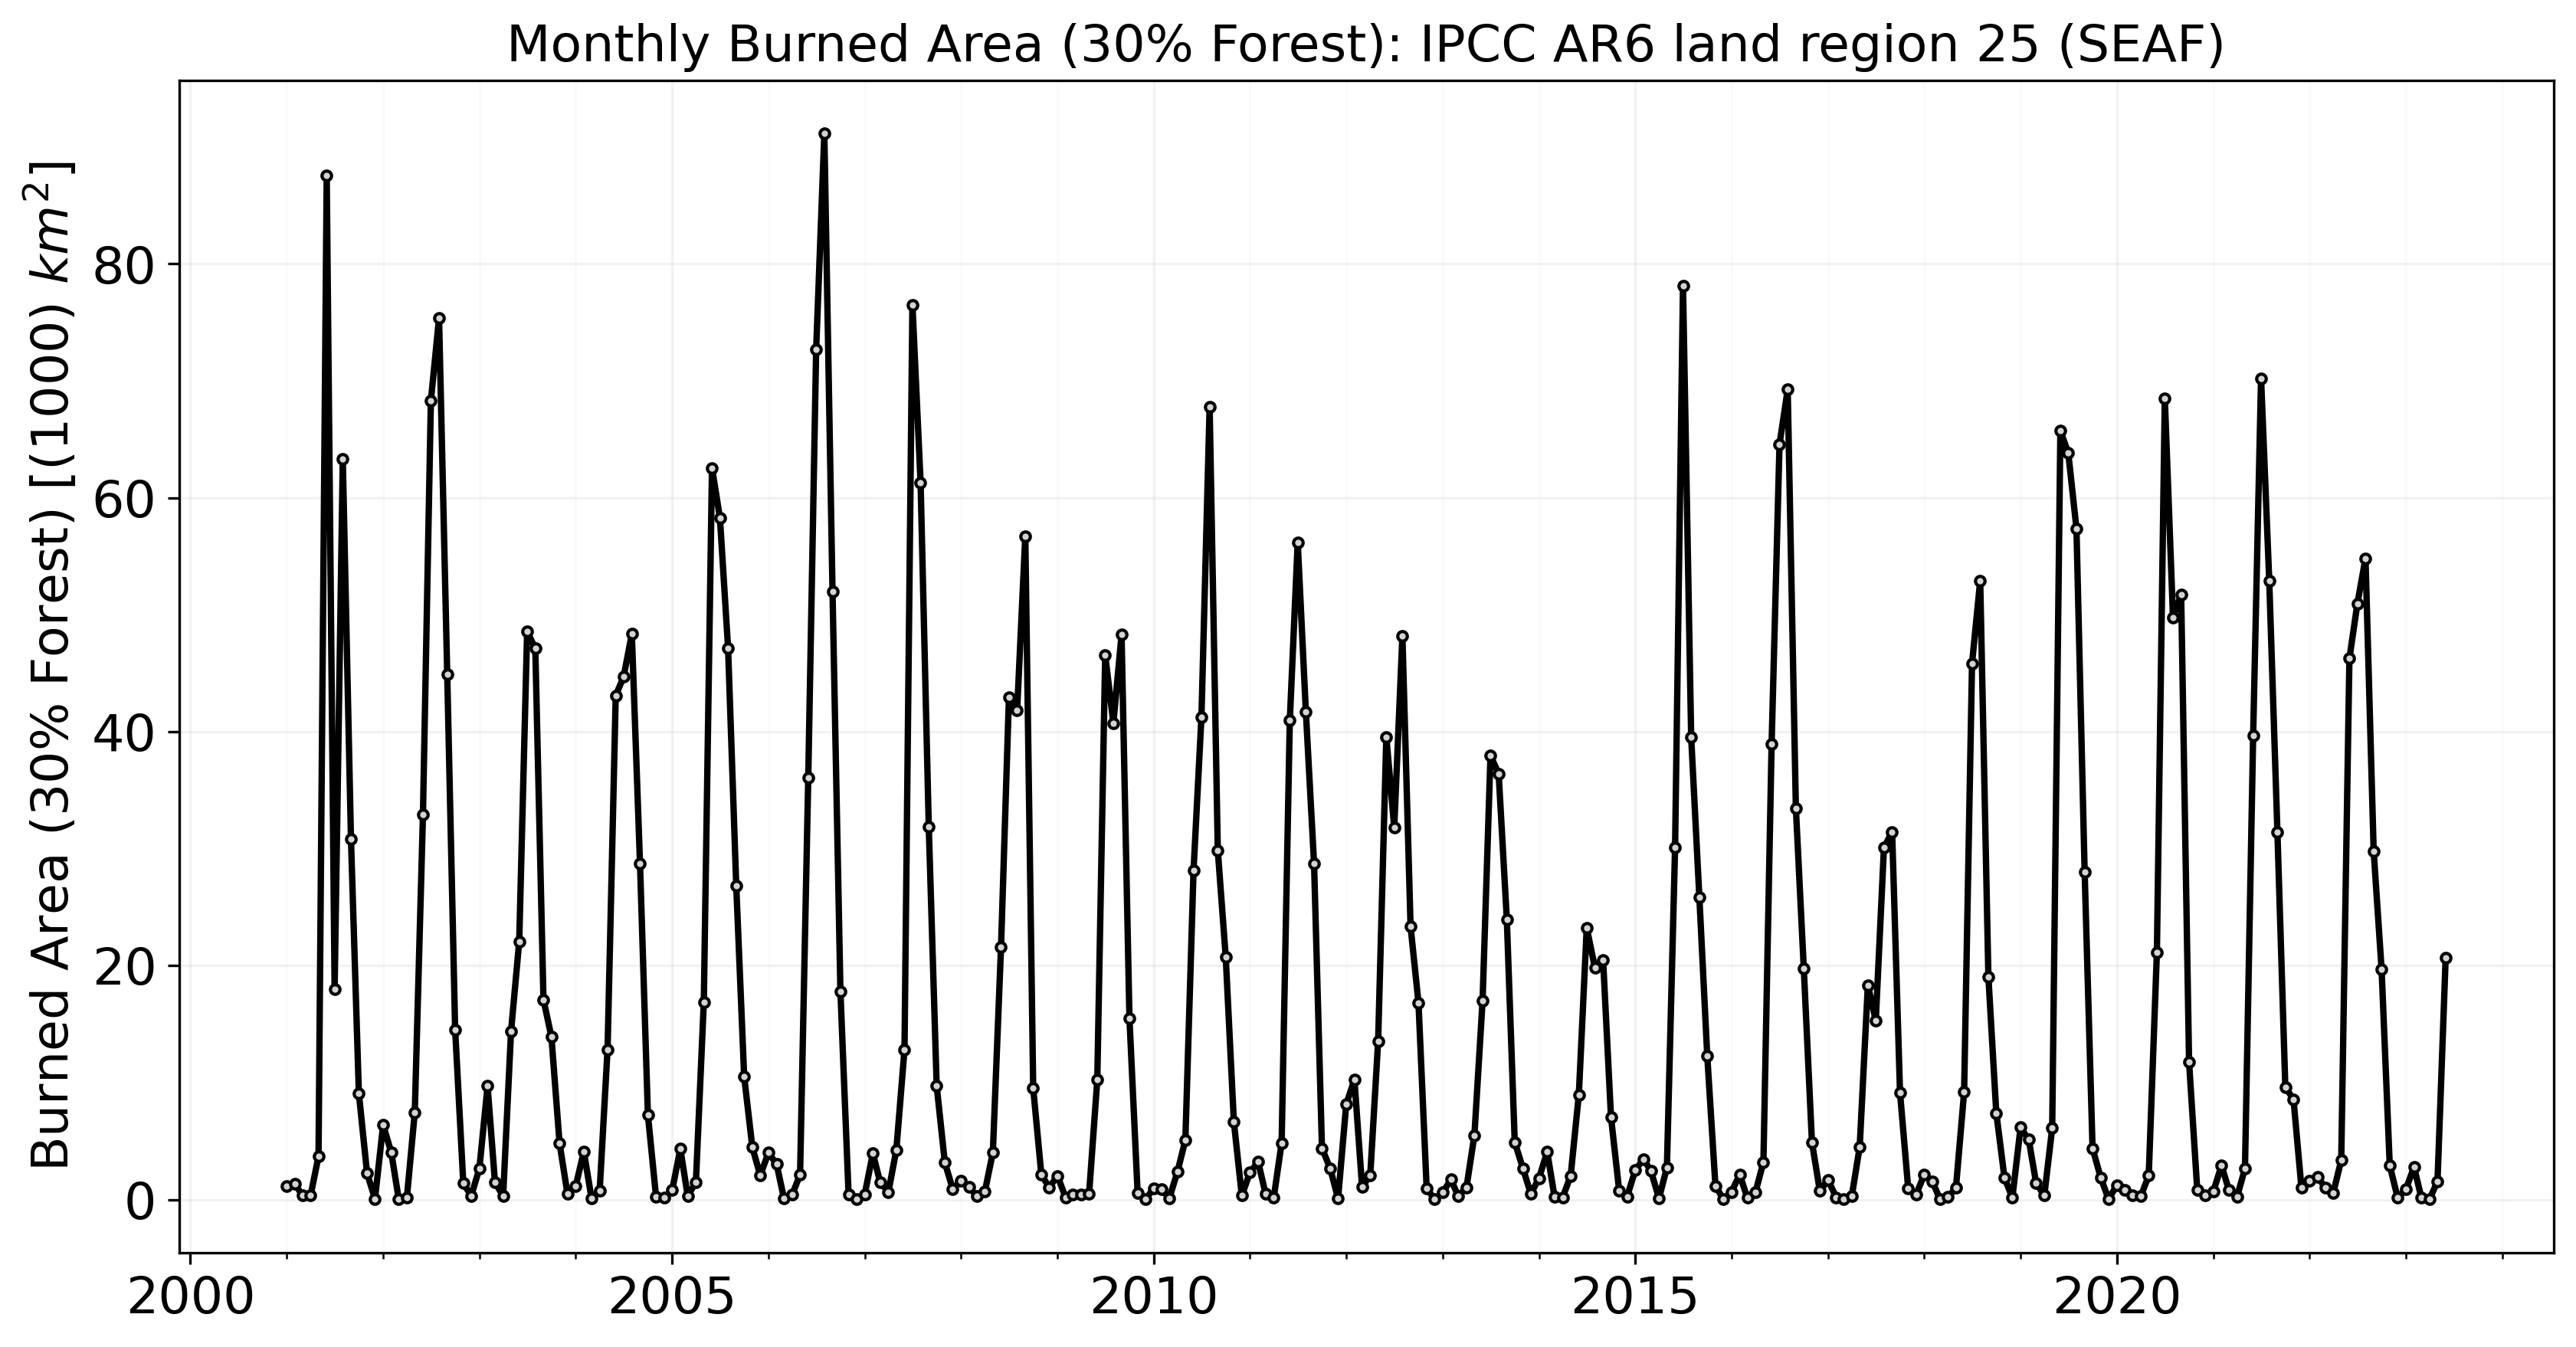 Monthly Burned Area (30% Forest): IPCC AR6 land region 25 (SEAF)
Burned Area (30% Forest) [(1000) km²]
80
60
40
20
0
2000 2005 2010 2015 2020